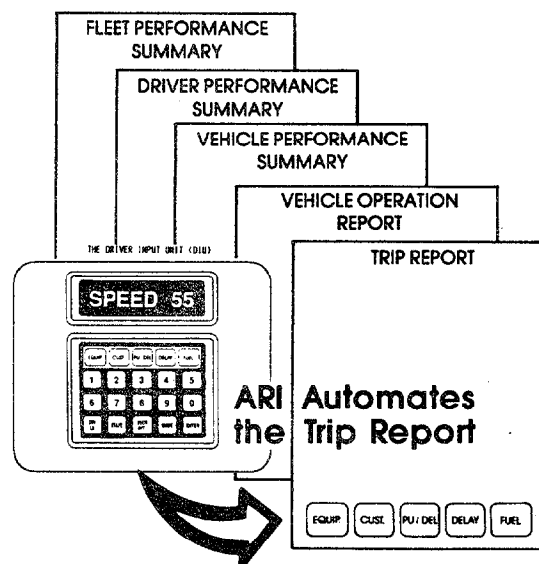 FLEET PERFORMANCE
SUMMARY
DRIVER PERFORMANCE
SUMMARY
VEHICLE PERFORMANCE
SUMMARY
VEHICLE OPERATION
REPORT
TRIP REPORT
THE DRIVER INPUT UNIT (DIU)
SPEED 55
EQUIP. CUST. PU/DEL DELAY FUEL
1 2 3 4 5
6 7 8 9 0
ENTER
ARI Automates
the Trip Report
EQUIP. CUST. PU/DEL DELAY FUEL